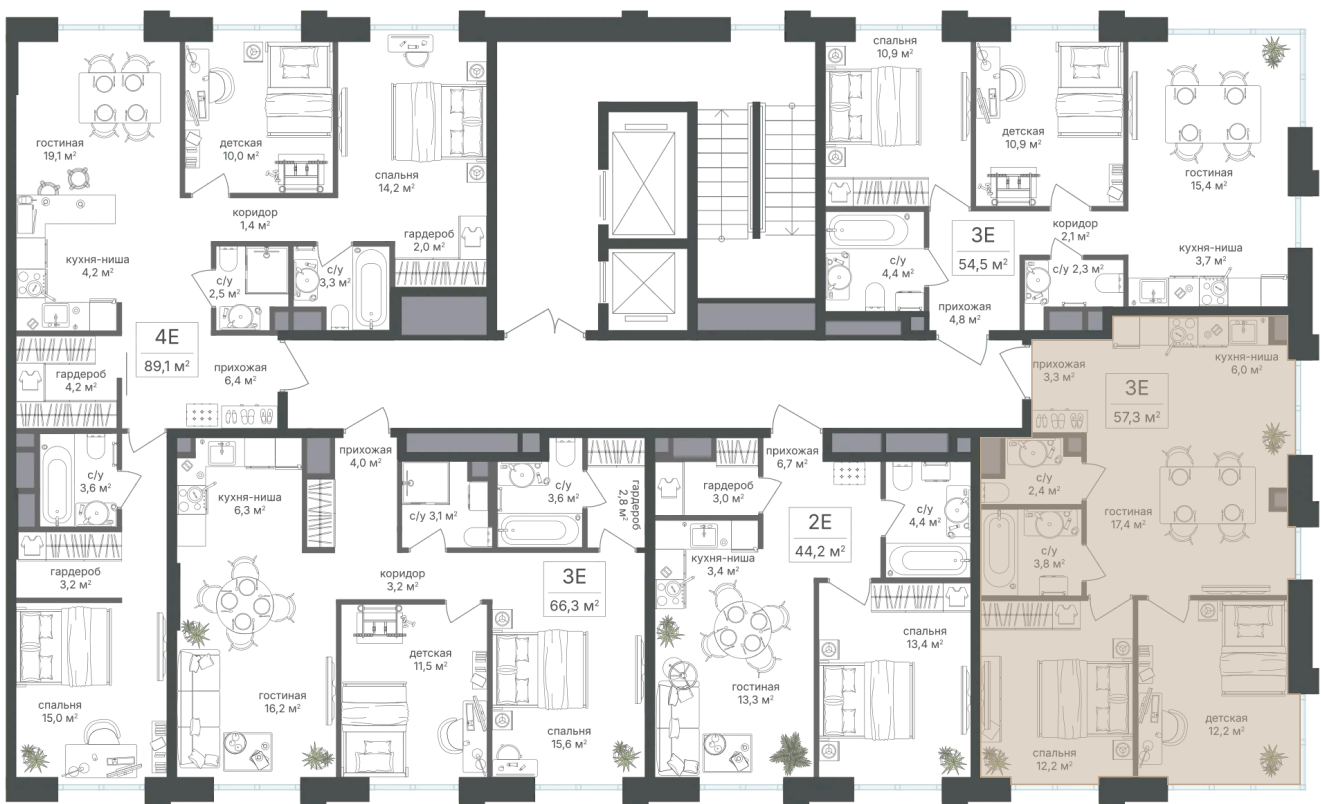 гостиная
19,1 м²
кухня-ниша
4,2 м²
детская
10,0 м²
спальня
14,2 м²
коридор
1,4 м²
гардероб
2,0 м²
с/у
2,5 м²
с/у
3,3 м²
4Е
89,1 м²
прихожая
6,4 м²
гардероб
4,2 м²
с/у
3,6 м²
гардероб
3,2 м²
спальня
15,0 м²
прихожая
4,0 м²
кухня-ниша
6,3 м²
с/у 3,1 м²
с/у
3,6 м²
гардероб
2,8 м²
коридор
3,2 м²
3Е
66,3 м²
гостиная
16,2 м²
детская
11,5 м²
спальня
15,6 м²
прихожая
6,7 м²
гардероб
3,0 м²
2Е
44,2 м²
с/у
4,4 м²
кухня-ниша
3,4 м²
гостиная
13,3 м²
спальня
13,4 м²
спальня
10,9 м²
детская
10,9 м²
гостиная
15,4 м²
коридор
2,1 м²
3Е
54,5 м²
с/у
4,4 м²
с/у 2,3 м²
кухня-ниша
3,7 м²
прихожая
4,8 м²
прихожая
3,3 м²
кухня-ниша
6,0 м²
3Е
57,3 м²
с/у
2,4 м²
гостиная
17,4 м²
с/у
3,8 м²
спальня
12,2 м²
детская
12,2 м²